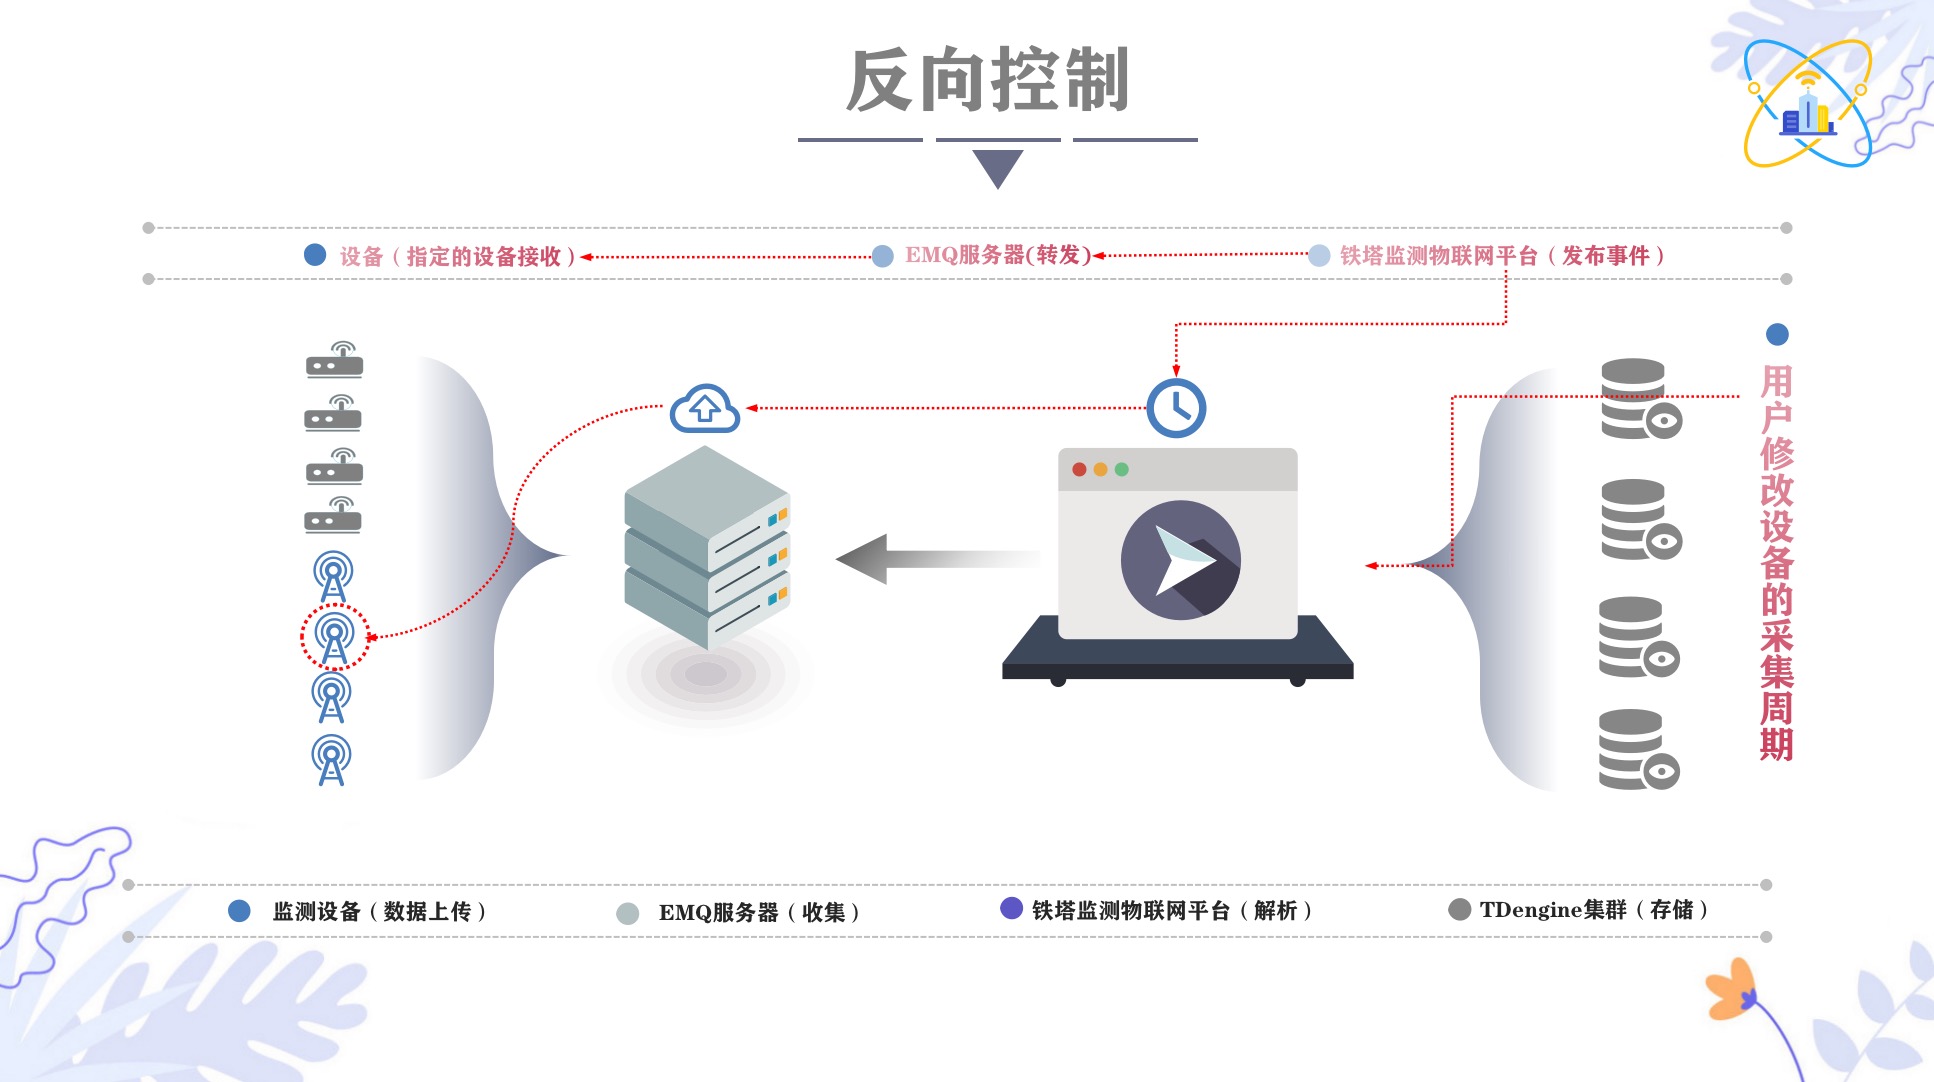 反向控制
设备（指定的设备接收）
EMQ服务器(转发)
铁塔监测物联网平台（发布事件）
用户修改设备的采集周期
监测设备（数据上传）
EMQ服务器（收集）
铁塔监测物联网平台（解析）
TDengine集群（存储）